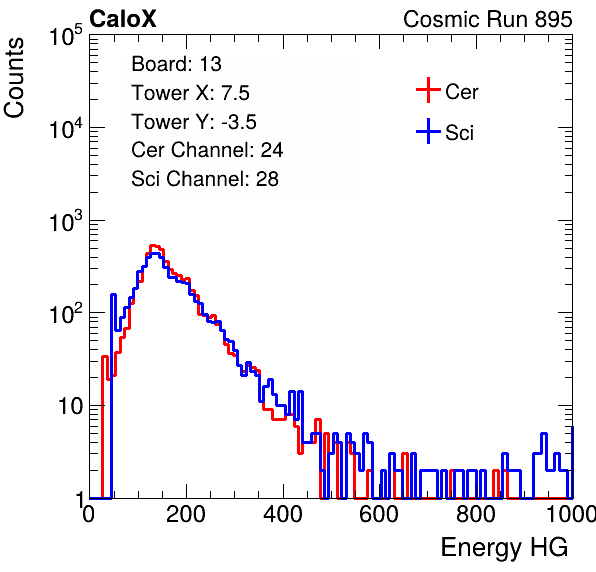 CaloX Cosmic Run 895
Counts
10^5
10^4
10^3
10^2
10
1
Board: 13
Tower X: 7.5
Tower Y: -3.5
Cer Channel: 24
Sci Channel: 28
Cer
Sci
0 200 400 600 800 1000
Energy HG